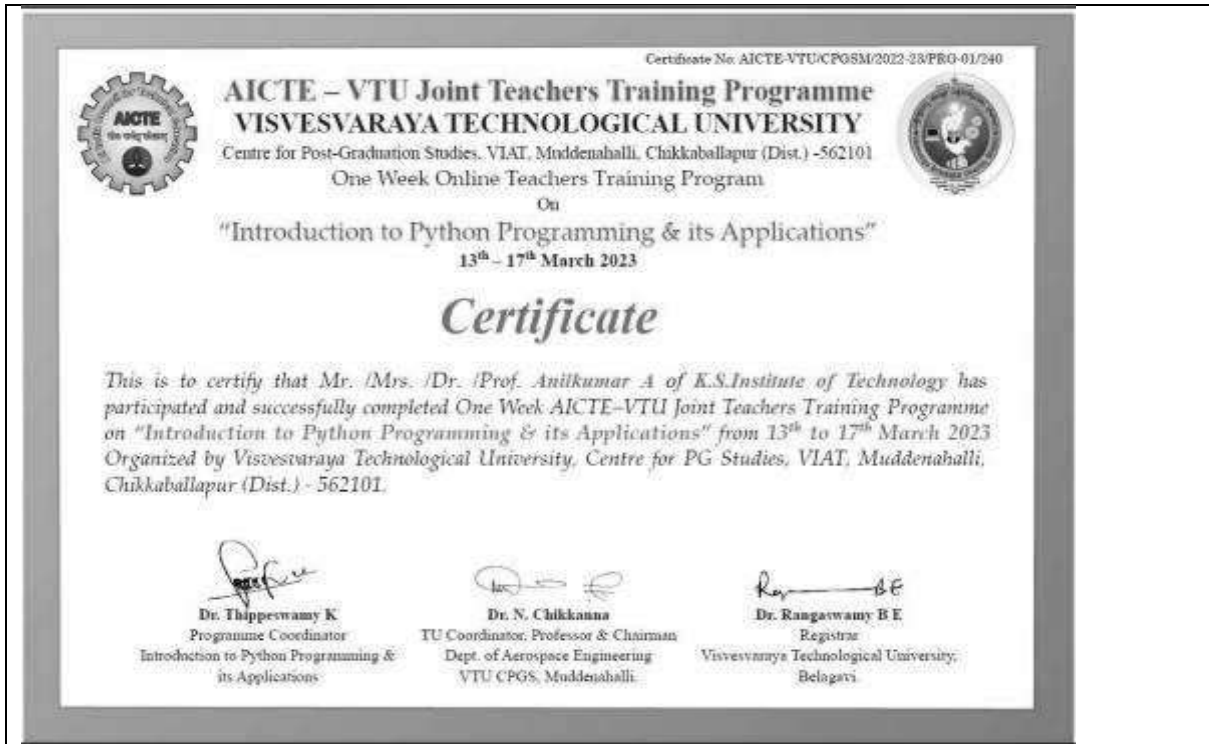 Certificate No: AICTE-VTU/CPGSM/2022-23/PRG-01/240
AICTE
AICTE – VTU Joint Teachers Training Programme
VISVESVARAYA TECHNOLOGICAL UNIVERSITY
Centre for Post-Graduation Studies, VIAT, Muddenahalli, Chikkaballapur (Dist.) -562101
One Week Online Teachers Training Program
On
“Introduction to Python Programming & its Applications”
13th – 17th March 2023
Certificate
This is to certify that Mr. /Mrs. /Dr. /Prof. Anilkumar A of K.S.Institute of Technology has
participated and successfully completed One Week AICTE–VTU Joint Teachers Training Programme
on “Introduction to Python Programming & its Applications” from 13th to 17th March 2023
Organized by Visvesvaraya Technological University, Centre for PG Studies, VIAT, Muddenahalli,
Chikkaballapur (Dist.) - 562101.
Dr. Thippeswamy K
Programme Coordinator
Introduction to Python Programming &
its Applications
Dr. N. Chikkanna
TU Coordinator, Professor & Chairman
Dept. of Aerospace Engineering
VTU CPGS, Muddenahalli
Dr. Rangaswamy B E
Registrar
Visvesvaraya Technological University,
Belagavi